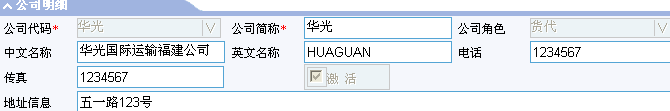 公司明细
公司代码* 华光 公司简称* 华光 公司角色 货代
中文名称 华光国际运输福建公司 英文名称 HUAGUAN 电话 1234567
传真 1234567 激 活
地址信息 五一路123号